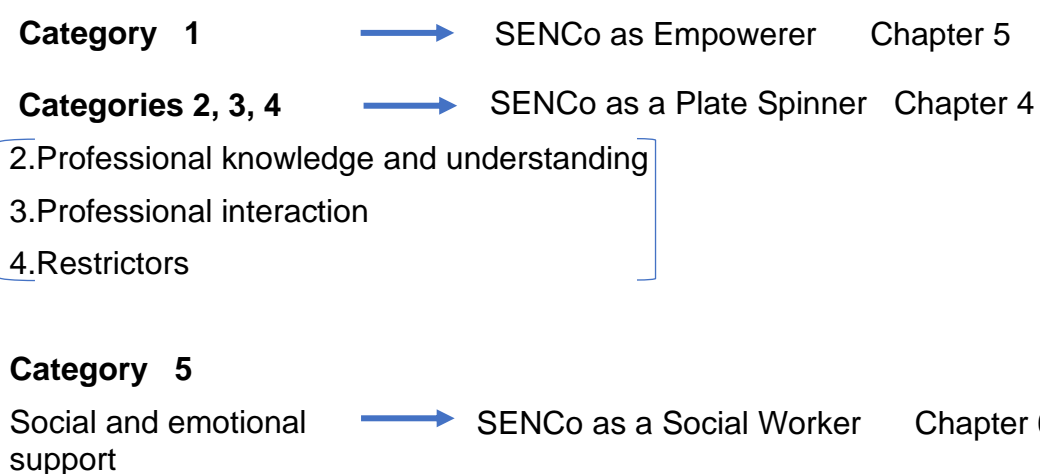 Category 1 SENCo as Empowerer Chapter 5
Categories 2, 3, 4 SENCo as a Plate Spinner Chapter 4
2.Professional knowledge and understanding
3.Professional interaction
4.Restrictors
Category 5
Social and emotional SENCo as a Social Worker Chapter
support